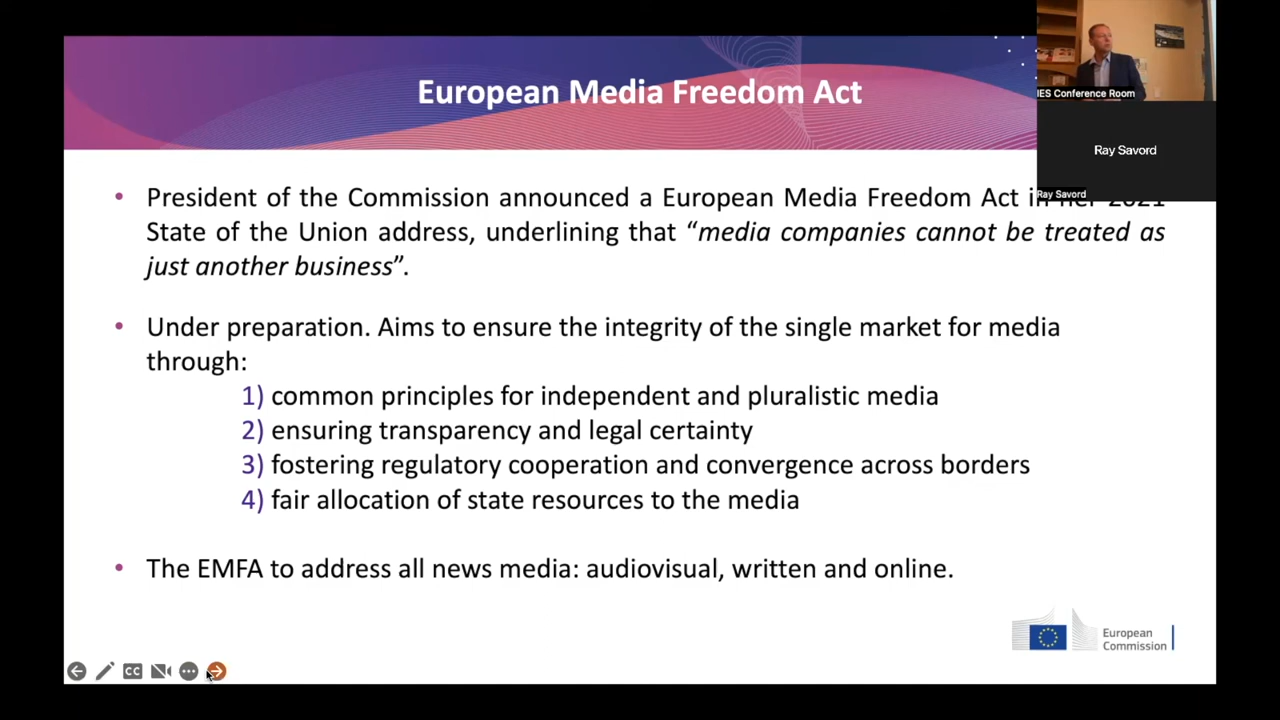 European Media Freedom Act
IES Conference Room
Ray Savord
Ray Savord
• President of the Commission announced a European Media Freedom Act in her 2021
State of the Union address, underlining that “media companies cannot be treated as
just another business”.
• Under preparation. Aims to ensure the integrity of the single market for media
through:
1) common principles for independent and pluralistic media
2) ensuring transparency and legal certainty
3) fostering regulatory cooperation and convergence across borders
4) fair allocation of state resources to the media
• The EMFA to address all news media: audiovisual, written and online.
European
Commission
CC